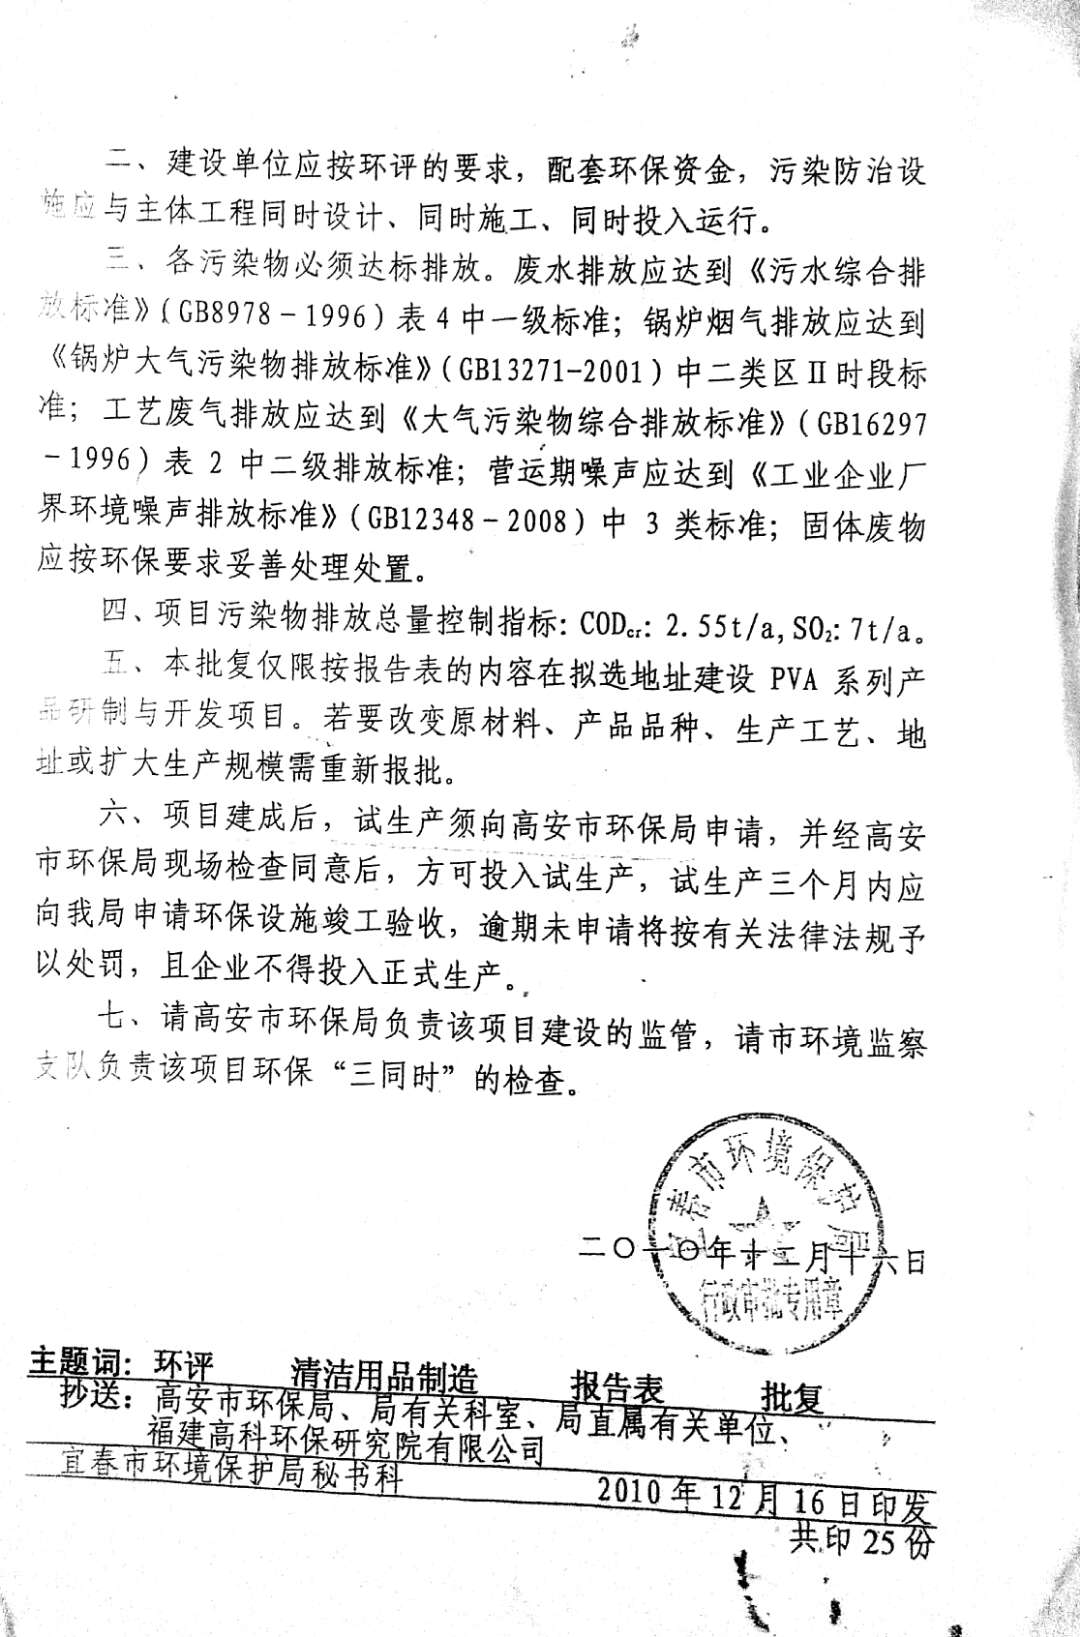 二、建设单位应按环评的要求，配套环保资金，污染防治设
施应与主体工程同时设计、同时施工、同时投入运行。
三、各污染物必须达标排放。废水排放应达到《污水综合排
放标准》（GB8978－1996）表4中一级标准；锅炉烟气排放应达到
《锅炉大气污染物排放标准》（GB13271-2001）中二类区Ⅱ时段标
准；工艺废气排放应达到《大气污染物综合排放标准》（GB16297
－1996）表 2 中二级排放标准；营运期噪声应达到《工业企业厂
界环境噪声排放标准》（GB12348－2008）中 3 类标准；固体废物
应按环保要求妥善处理处置。
四、项目污染物排放总量控制指标：CODcr：2.55t/a,SO₂：7t/a。
五、本批复仅限按报告表的内容在拟选地址建设 PVA 系列产
品研制与开发项目。若要改变原材料、产品品种、生产工艺、地
址或扩大生产规模需重新报批。
六、项目建成后，试生产须向高安市环保局申请，并经高安
市环保局现场检查同意后，方可投入试生产，试生产三个月内应
向我局申请环保设施竣工验收，逾期未申请将按有关法律法规予
以处罚，且企业不得投入正式生产。
七、请高安市环保局负责该项目建设的监管，请市环境监察
支队负责该项目环保“三同时”的检查。
宜春市环境保护局
二〇一〇年十二月十六日
行政审批专用章
主题词：环评 清洁用品制造 报告表 批复
抄送：高安市环保局、局有关科室、局直属有关单位、
福建高科环保研究院有限公司
宜春市环境保护局秘书科 2010年12月16日印发
共印25份